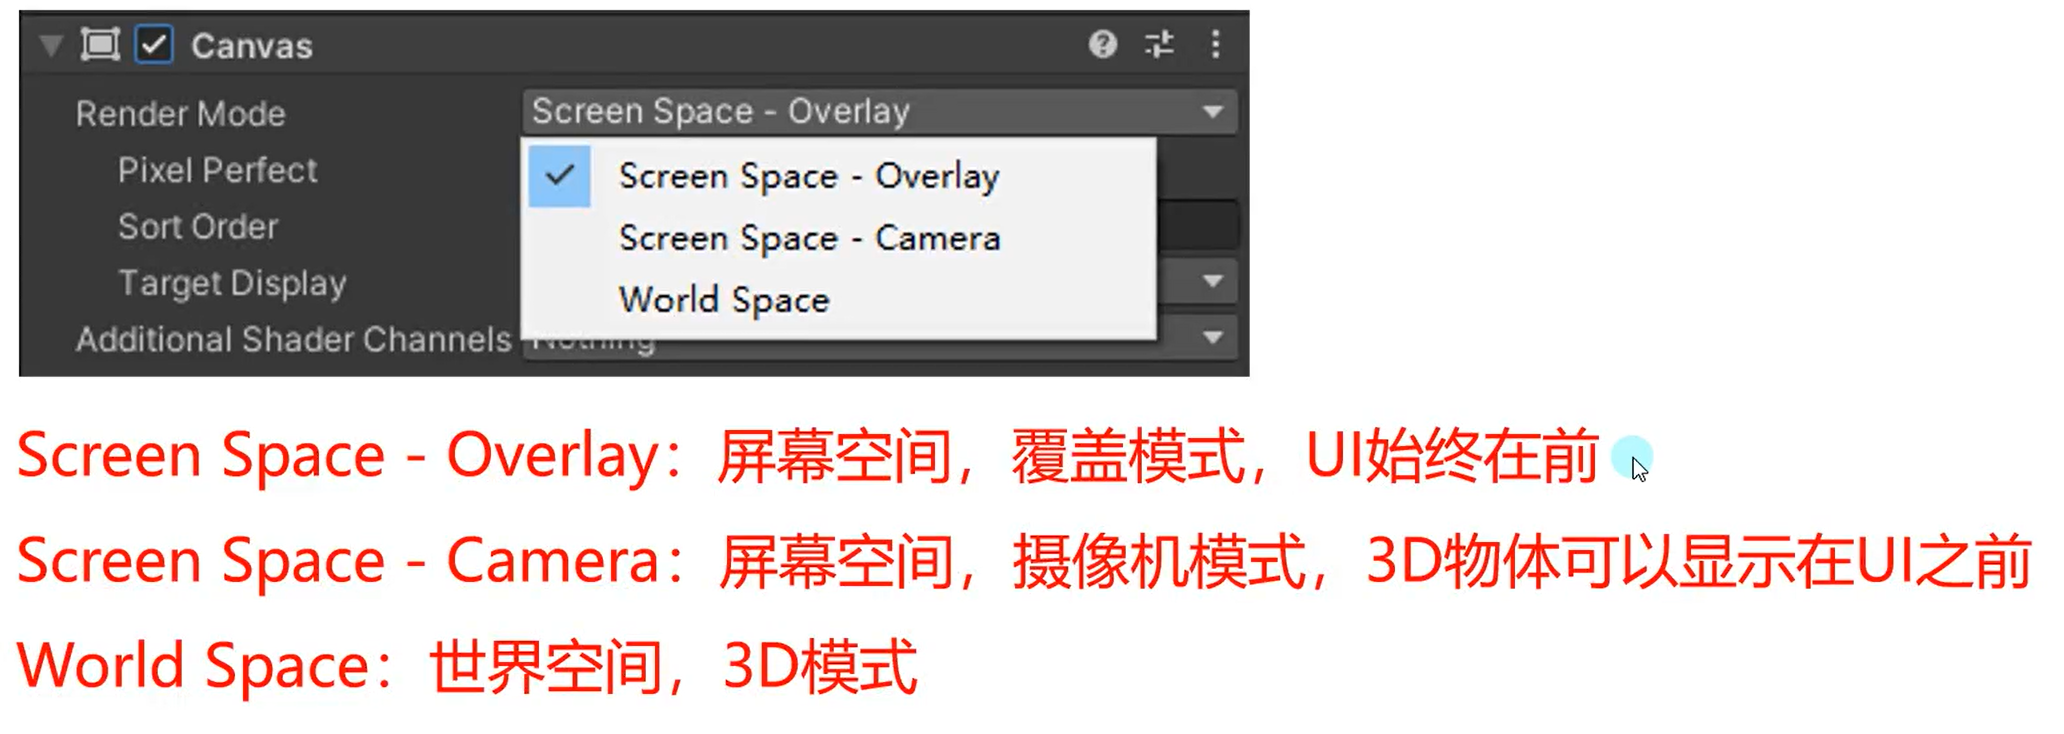 Canvas
Render Mode Screen Space - Overlay
Pixel Perfect Screen Space - Overlay
Sort Order Screen Space - Camera
Target Display World Space
Additional Shader Channels Nothing
Screen Space - Overlay：屏幕空间，覆盖模式，UI始终在前
Screen Space - Camera：屏幕空间，摄像机模式，3D物体可以显示在UI之前
World Space：世界空间，3D模式